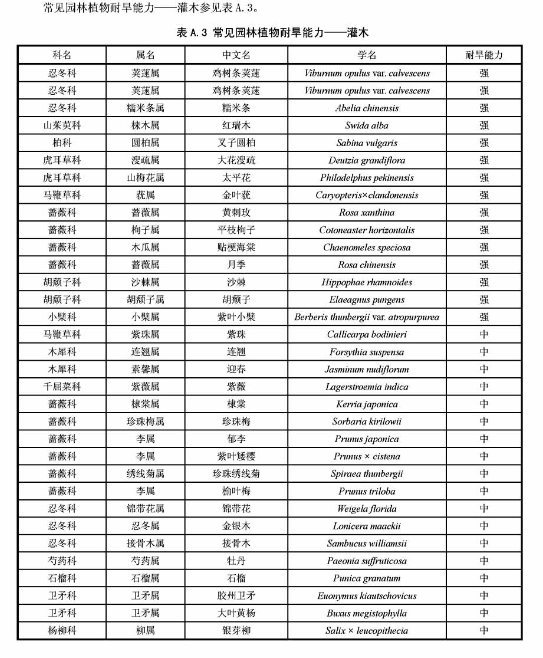 常见园林植物耐旱能力——灌木参见表 A.3。
表 A.3 常见园林植物耐旱能力——灌木
科名 属名 中文名 学名 耐旱能力
忍冬科 荚蒾属 鸡树条荚蒾 Viburnum opulus var. calvescens 强
忍冬科 荚蒾属 鸡树条荚蒾 Viburnum opulus var. calvescens 强
忍冬科 糯米条属 糯米条 Abelia chinensis 强
山茱萸科 梾木属 红瑞木 Swida alba 强
柏科 圆柏属 叉子圆柏 Sabina vulgaris 强
虎耳草科 溲疏属 大花溲疏 Deutzia grandiflora 强
虎耳草科 山梅花属 太平花 Philadelphus pekinensis 强
马鞭草科 莸属 金叶莸 Caryopteris×clandonensis 强
蔷薇科 蔷薇属 黄刺玫 Rosa xanthina 强
蔷薇科 栒子属 平枝栒子 Cotoneaster horizontalis 强
蔷薇科 木瓜属 贴梗海棠 Chaenomeles speciosa 强
蔷薇科 蔷薇属 月季 Rosa chinensis 强
胡颓子科 沙棘属 沙棘 Hippophae rhamnoides 强
胡颓子科 胡颓子属 胡颓子 Elaeagnus pungens 强
小檗科 小檗属 紫叶小檗 Berberis thunbergii var. atropurpurea 强
马鞭草科 紫珠属 紫珠 Callicarpa bodinieri 中
木犀科 连翘属 连翘 Forsythia suspensa 中
木犀科 素馨属 迎春 Jasminum nudiflorum 中
千屈菜科 紫薇属 紫薇 Lagerstroemia indica 中
蔷薇科 棣棠属 棣棠 Kerria japonica 中
蔷薇科 珍珠梅属 珍珠梅 Sorbaria kirilowii 中
蔷薇科 李属 郁李 Prunus japonica 中
蔷薇科 李属 紫叶矮樱 Prunus × cistena 中
蔷薇科 绣线菊属 珍珠绣线菊 Spiraea thunbergii 中
蔷薇科 李属 榆叶梅 Prunus triloba 中
忍冬科 锦带花属 锦带花 Weigela florida 中
忍冬科 忍冬属 金银木 Lonicera maackii 中
忍冬科 接骨木属 接骨木 Sambucus williamsii 中
芍药科 芍药属 牡丹 Paeonia suffruticosa 中
石榴科 石榴属 石榴 Punica granatum 中
卫矛科 卫矛属 胶州卫矛 Euonymus kiautschovicus 中
卫矛科 卫矛属 大叶黄杨 Buxus megistophylla 中
杨柳科 柳属 银芽柳 Salix × leucopithecia 中